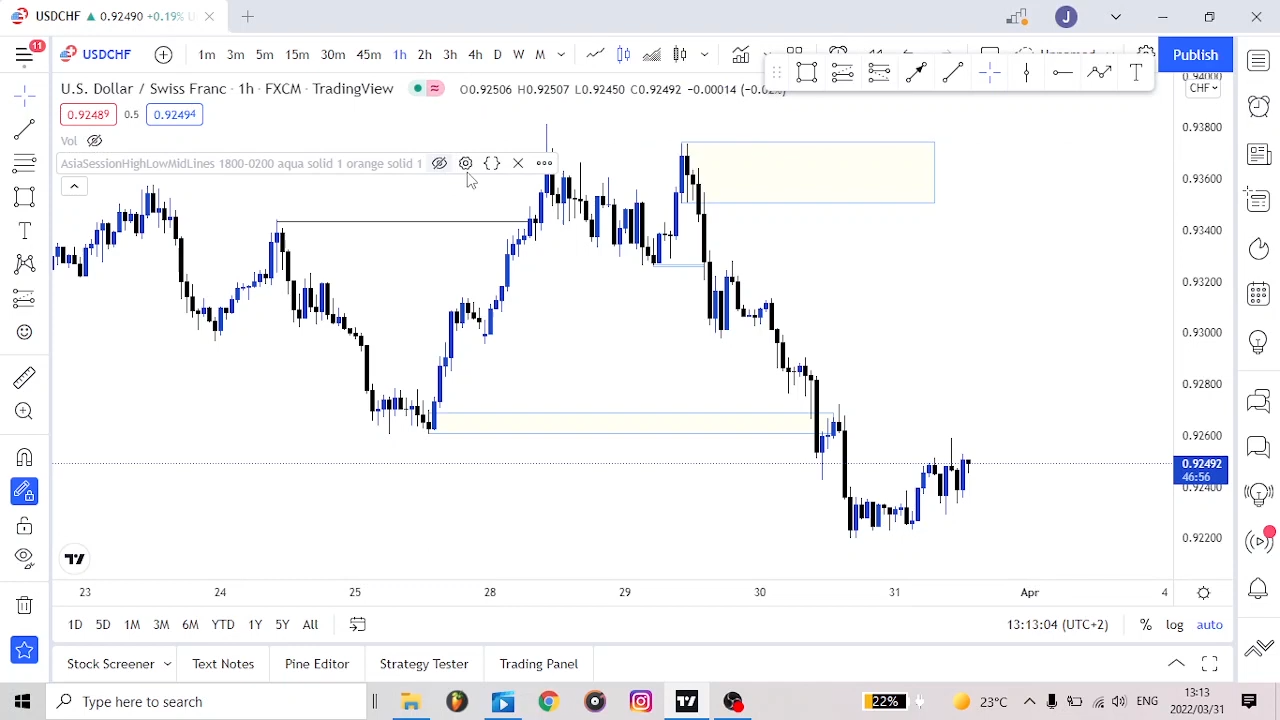 USDCHF ▲ 0.92490 +0.19% U
J
11
USDCHF
1m 3m 5m 15m 30m 45m 1h 2h 3h 4h D W M
Unnamed
Publish
U.S. Dollar / Swiss Franc · 1h · FXCM · TradingView
O0.92506 H0.92507 L0.92450 C0.92492 −0.00014 (−0.02%)
T
CHF
0.92489 0.5 0.92494
Vol
AsiaSessionHighLowMidLines 1800-0200 aqua solid 1 orange solid 1
0.94000
0.93800
0.93600
0.93400
0.93200
0.93000
0.92800
0.92600
0.92492
46:56
0.92400
0.92200
T
23 24 25 28 29 30 31 Apr 4
1D 5D 1M 3M 6M YTD 1Y 5Y All
13:13:04 (UTC+2)
% log auto
Stock Screener
Text Notes
Pine Editor
Strategy Tester
Trading Panel
Type here to search
22%
23°C
ENG
13:13
2022/03/31